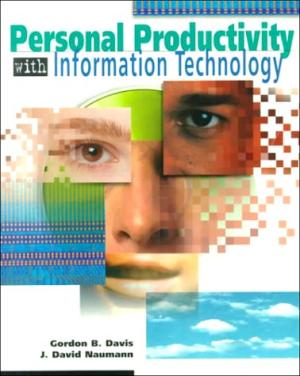 Personal Productivity
with Information Technology
Gordon B. Davis
J. David Naumann